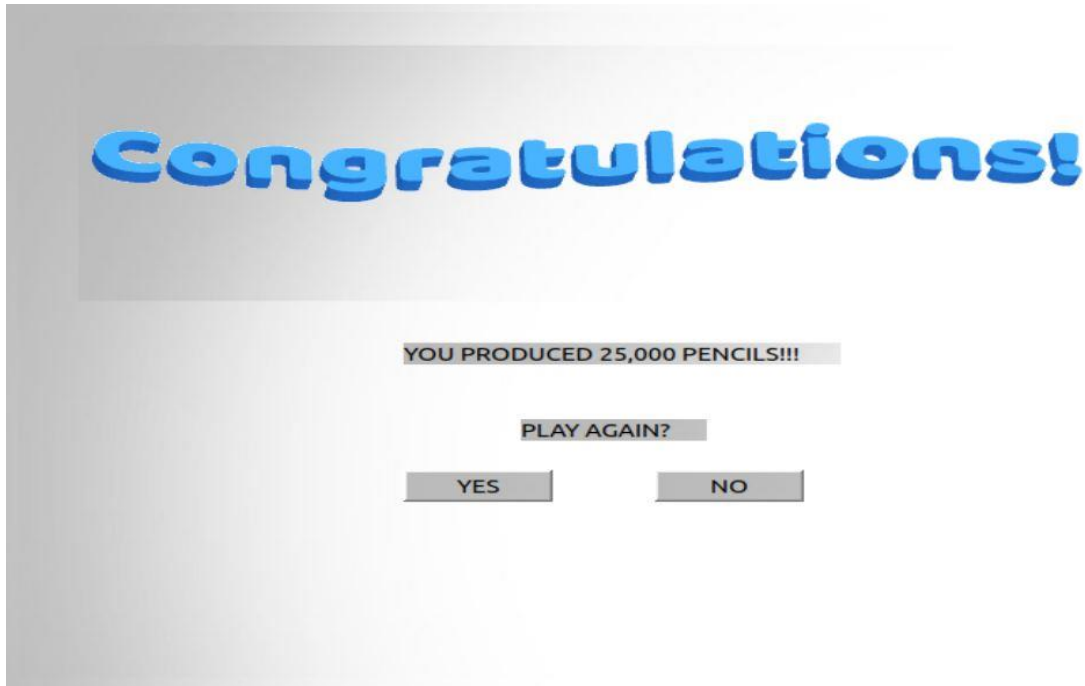 Congratulations!
YOU PRODUCED 25,000 PENCILS!!!
PLAY AGAIN?
YES NO